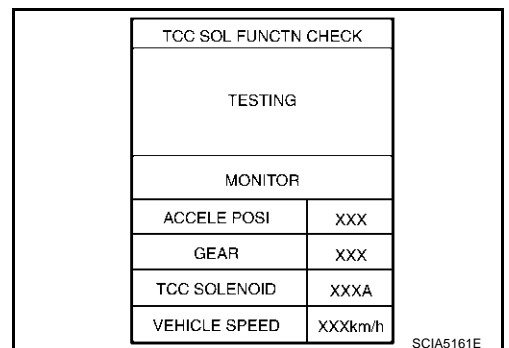 TCC SOL FUNCTN CHECK
TESTING
MONITOR
ACCELE POSI XXX
GEAR XXX
TCC SOLENOID XXXA
VEHICLE SPEED XXXkm/h
SCIA5161E